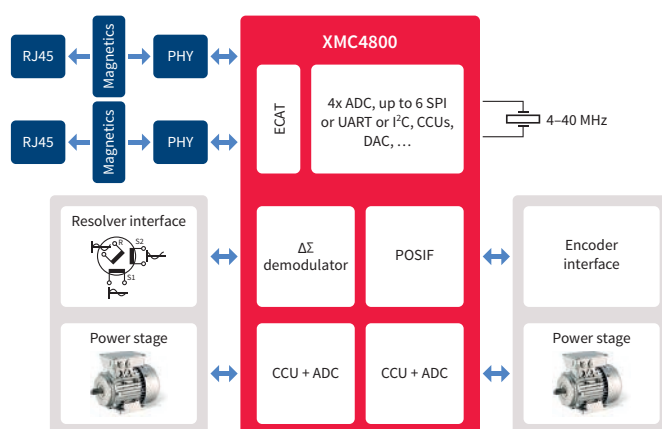 XMC4800
RJ45
Magnetics
PHY
ECAT
4x ADC, up to 6 SPI
or UART or I²C, CCUs,
DAC, …
4–40 MHz
RJ45
Magnetics
PHY
Resolver interface
R
S2
S1
ΔΣ
demodulator
POSIF
Encoder
interface
Power stage
CCU + ADC
CCU + ADC
Power stage